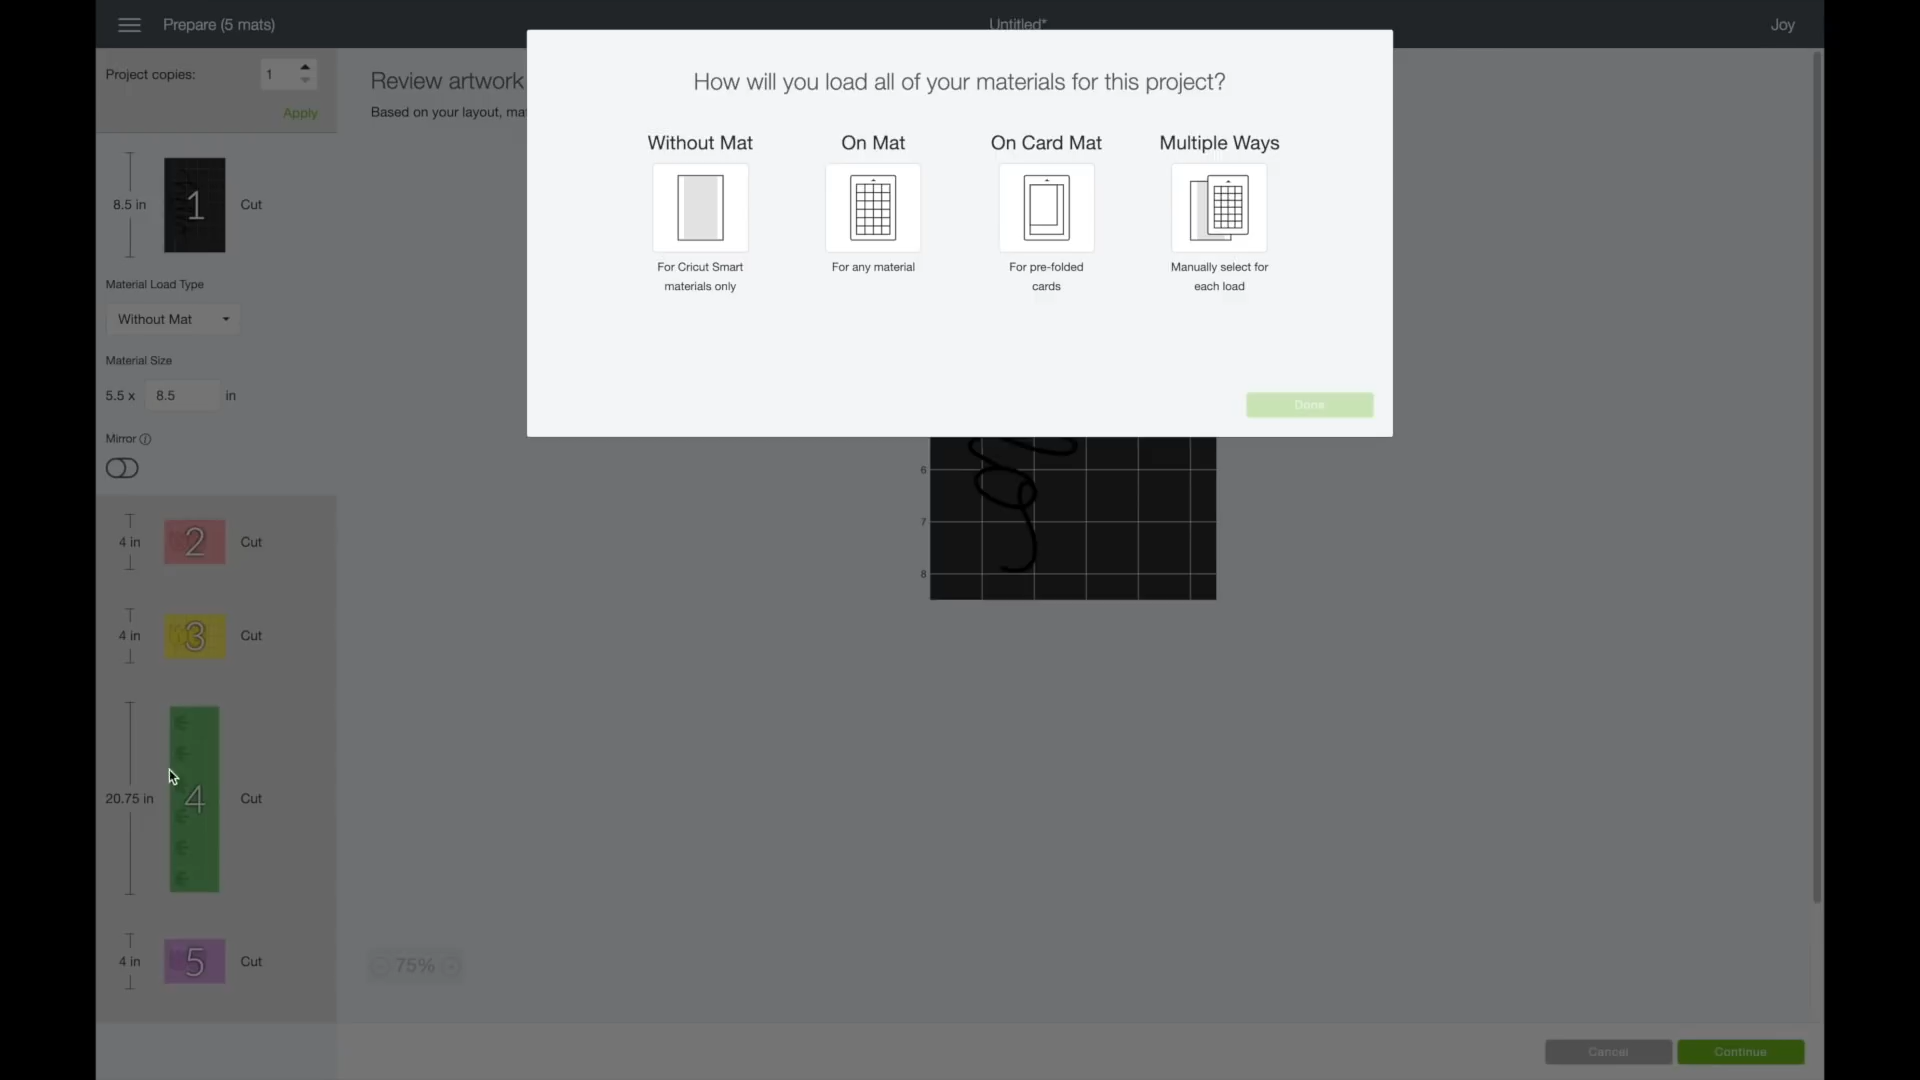 Prepare (5 mats)
Untitled*
Joy
Project copies:
1
Apply
Review artwork
Based on your layout, ma
How will you load all of your materials for this project?
Without Mat
For Cricut Smart
materials only
On Mat
For any material
On Card Mat
For pre-folded
cards
Multiple Ways
Manually select for
each load
Done
8.5 in
1
Cut
Material Load Type
Without Mat
Material Size
5.5 x
8.5
in
Mirror
4 in
2
Cut
4 in
3
Cut
20.75 in
4
Cut
4 in
5
Cut
6
7
8
75%
Cancel
Continue